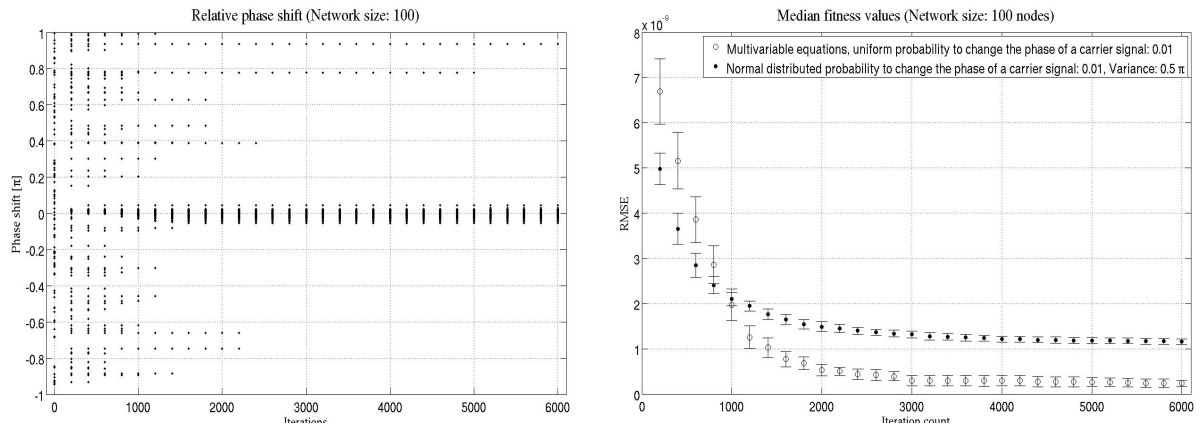 Relative phase shift (Network size: 100)
1
0.8
0.6
0.4
0.2
0
-0.2
-0.4
-0.6
-0.8
-1
Phase shift [π]
0 1000 2000 3000 4000 5000 6000
Iterations
Median fitness values (Network size: 100 nodes)
8 x 10^-9
7
6
5
4
3
2
1
0
RMSE
Multivariable equations, uniform probability to change the phase of a carrier signal: 0.01
Normal distributed probability to change the phase of a carrier signal: 0.01, Variance: 0.5 π
0 1000 2000 3000 4000 5000 6000
Iteration count